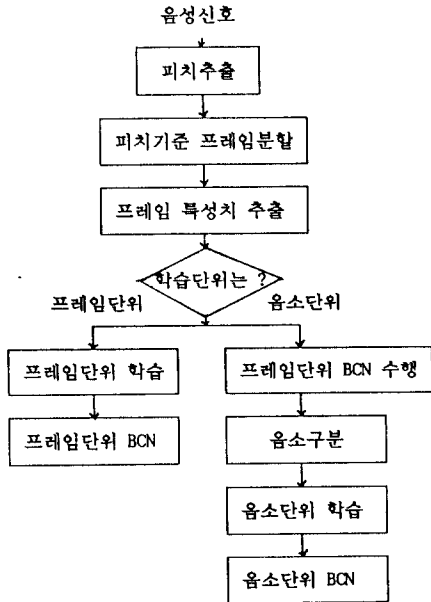 음성신호
피치추출
피치기준 프레임분할
프레임 특성치 추출
학습단위는 ?
프레임단위
음소단위
프레임단위 학습
프레임단위 BCN 수행
프레임단위 BCN
음소구분
음소단위 학습
음소단위 BCN